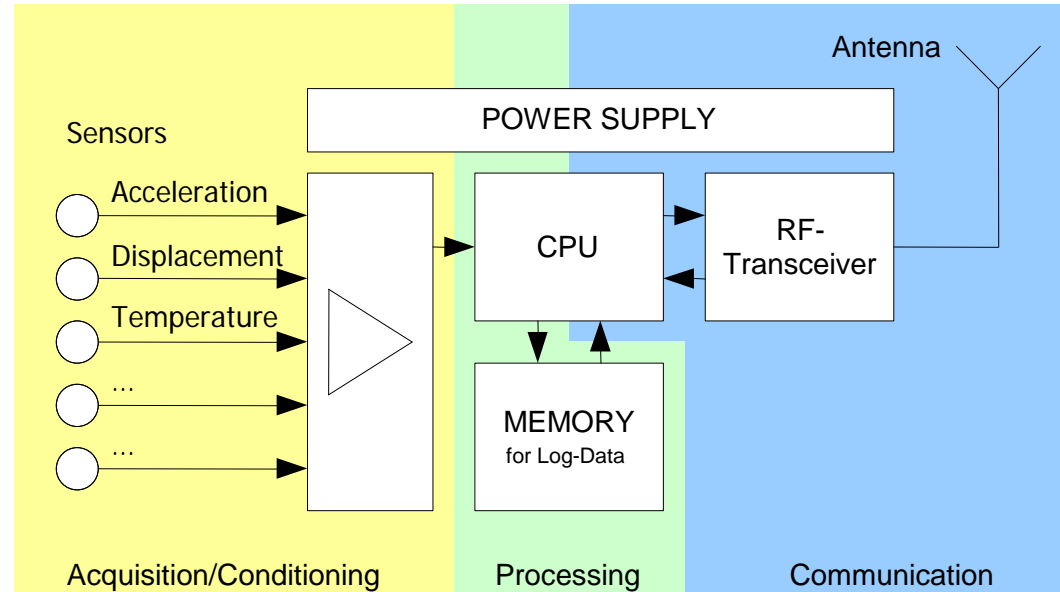 Antenna
POWER SUPPLY
Sensors
Acceleration
Displacement
Temperature
...
...
CPU
RF-
Transceiver
MEMORY
for Log-Data
Acquisition/Conditioning
Processing
Communication